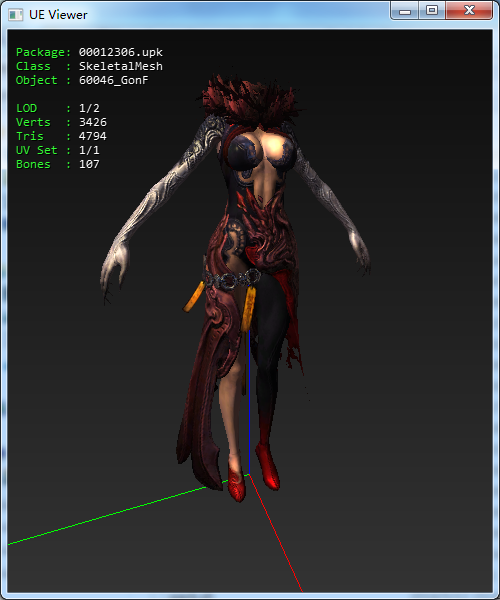 UE Viewer
Package: 00012306.upk
Class : SkeletalMesh
Object : 60046_GonF
LOD : 1/2
Verts : 3426
Tris : 4794
UV Set : 1/1
Bones : 107